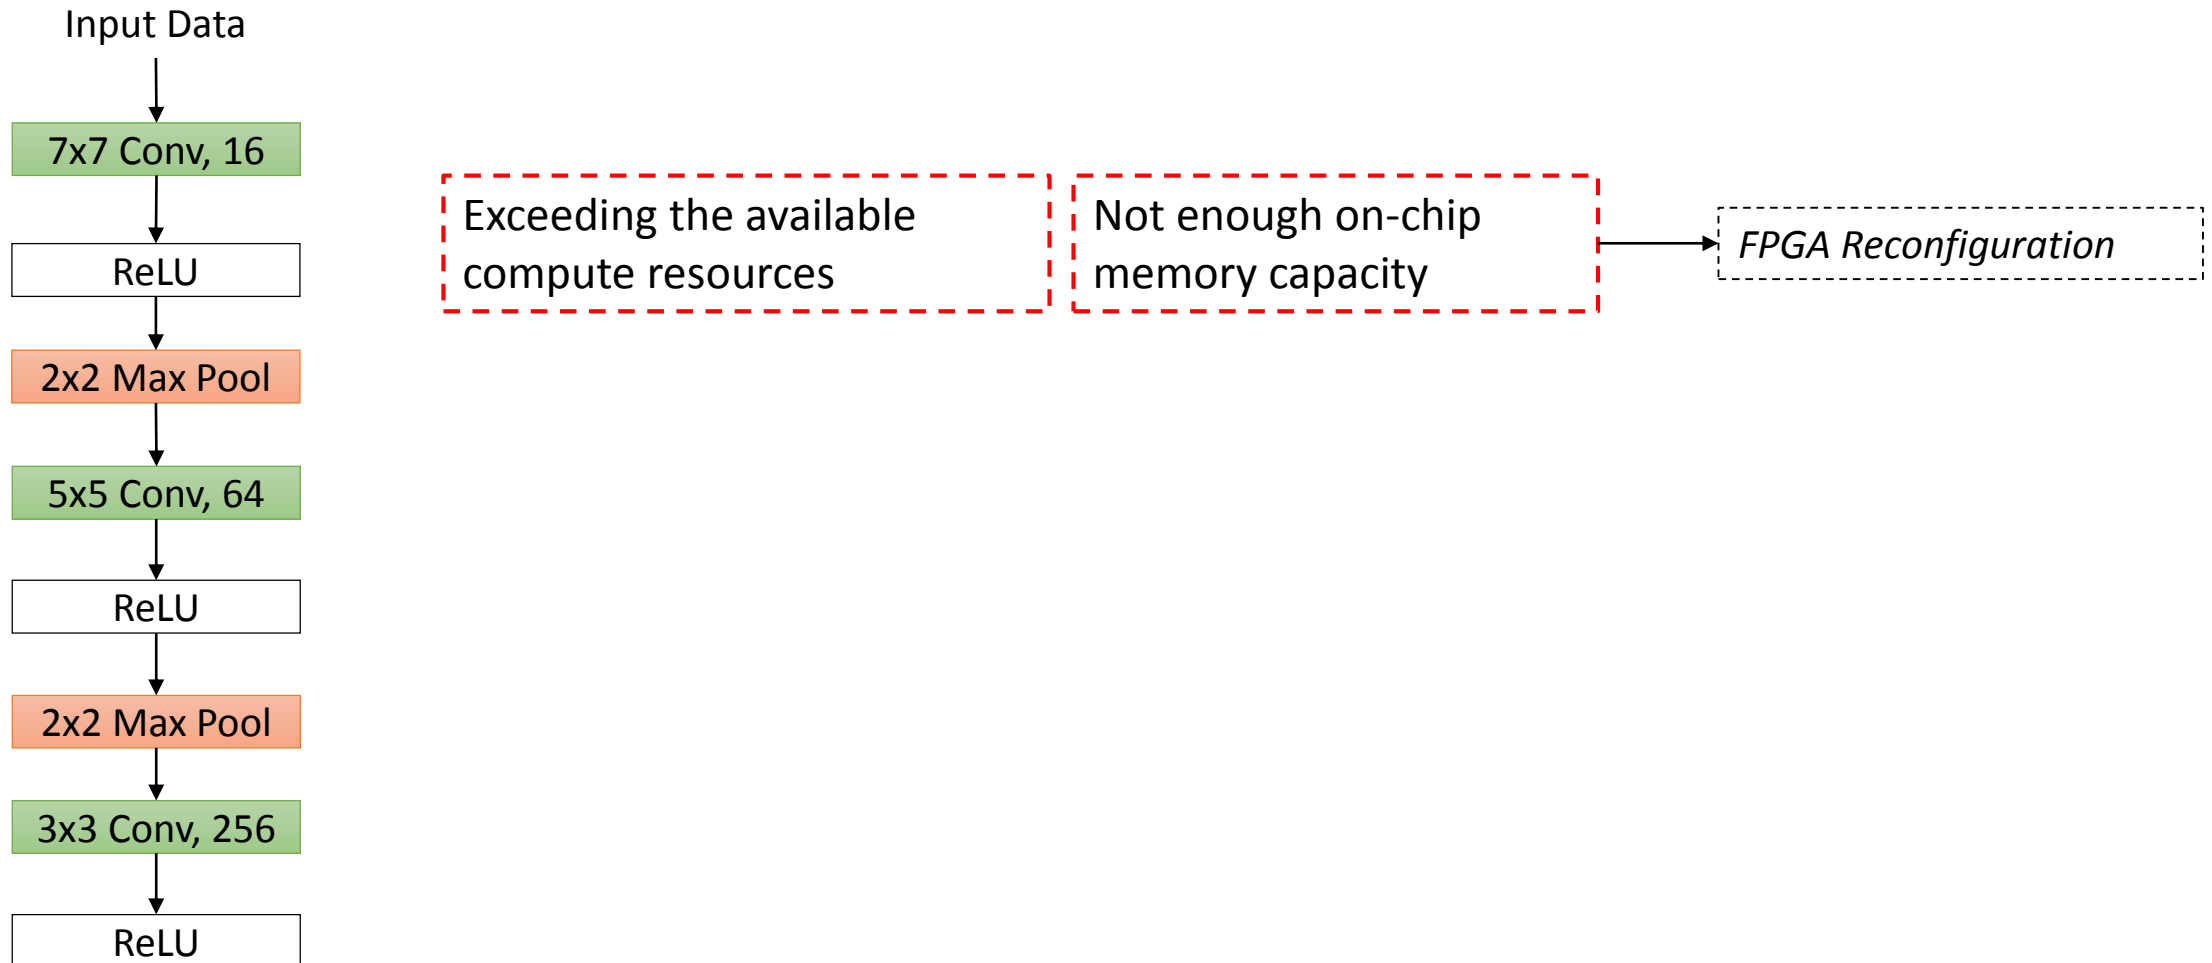 Input Data
7x7 Conv, 16
ReLU
2x2 Max Pool
5x5 Conv, 64
ReLU
2x2 Max Pool
3x3 Conv, 256
ReLU
Exceeding the available
compute resources
Not enough on-chip
memory capacity
FPGA Reconfiguration